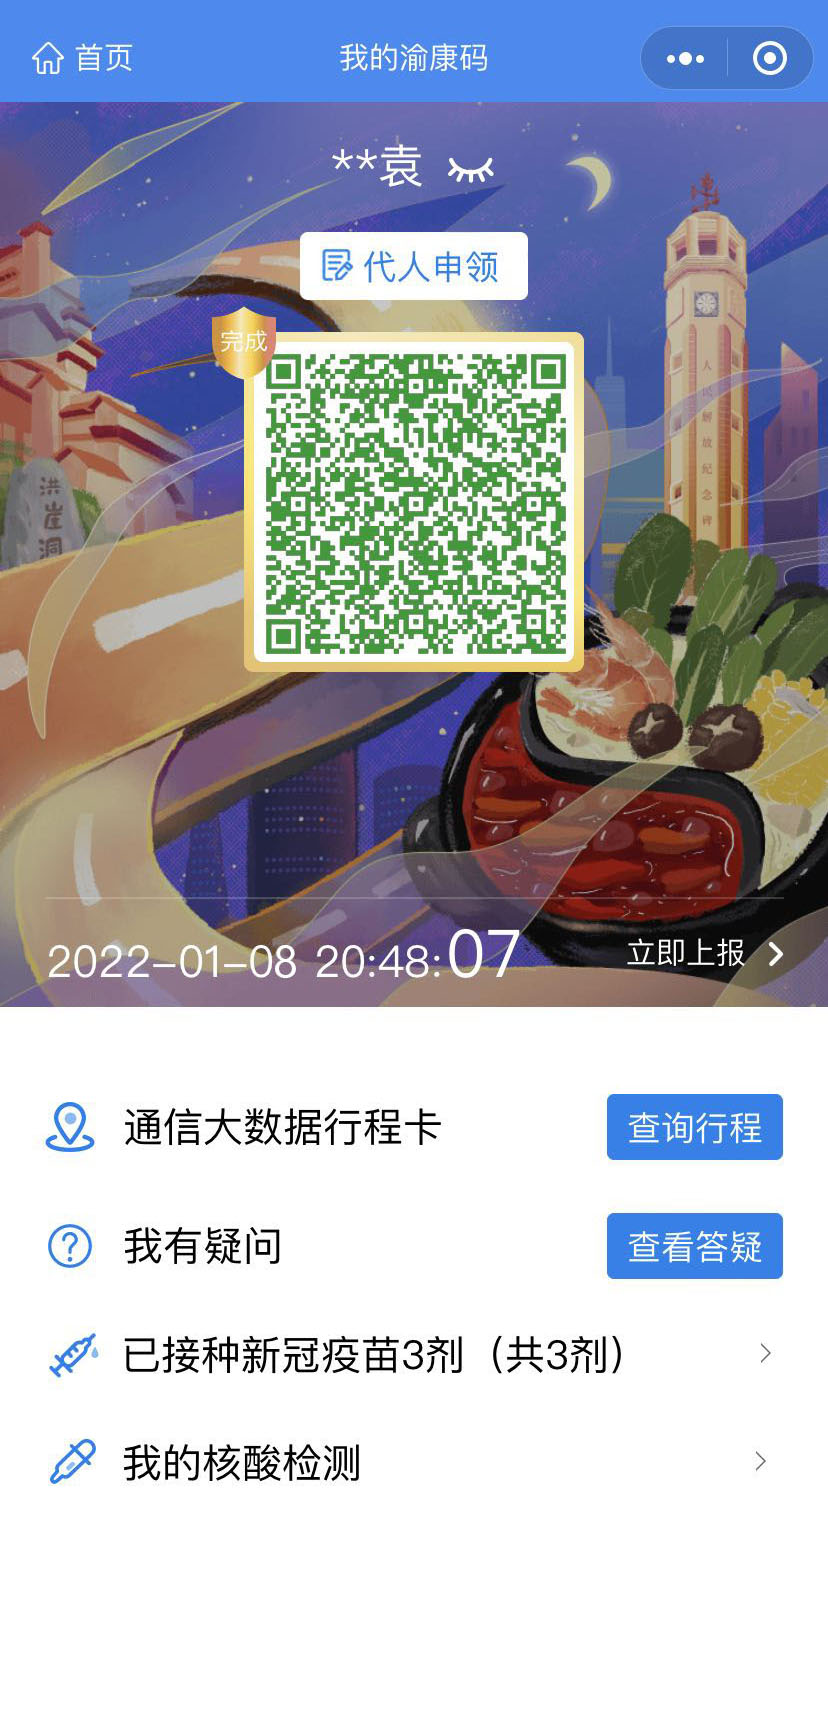 首页
我的渝康码
**袁
代人申领
完成
人民解放纪念碑
洪崖洞
2022-01-08 20:48:07
立即上报
通信大数据行程卡
查询行程
我有疑问
查看答疑
已接种新冠疫苗3剂（共3剂）
我的核酸检测